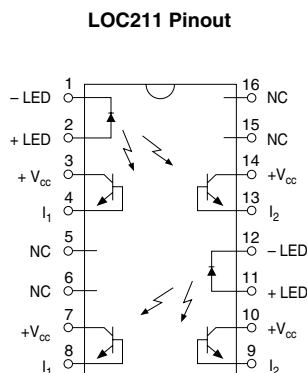 LOC211 Pinout
1 16
– LED NC
2 15
+ LED NC
3 14
+ Vcc +Vcc
4 13
I1 I2
5 12
NC – LED
6 11
NC + LED
7 10
+Vcc +Vcc
8 9
I1 I2